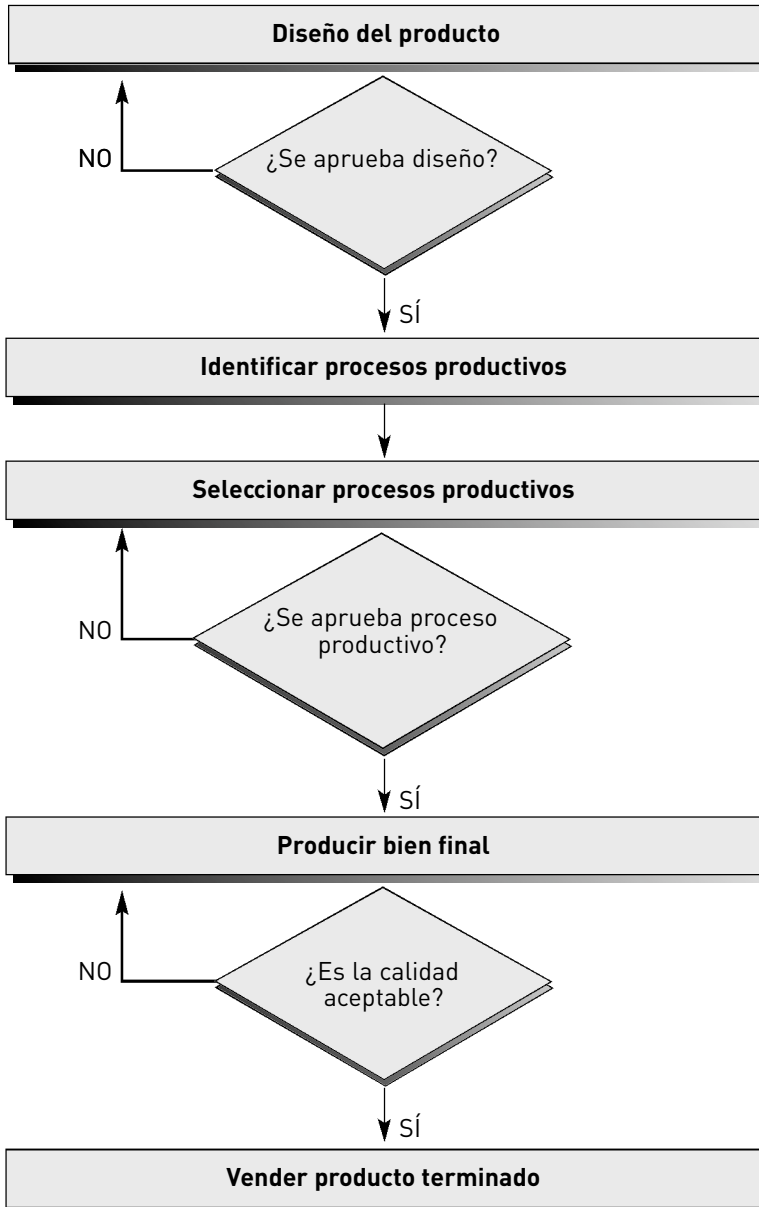 Diseño del producto
NO
¿Se aprueba diseño?
SÍ
Identificar procesos productivos
Seleccionar procesos productivos
NO
¿Se aprueba proceso
productivo?
SÍ
Producir bien final
NO
¿Es la calidad
aceptable?
SÍ
Vender producto terminado